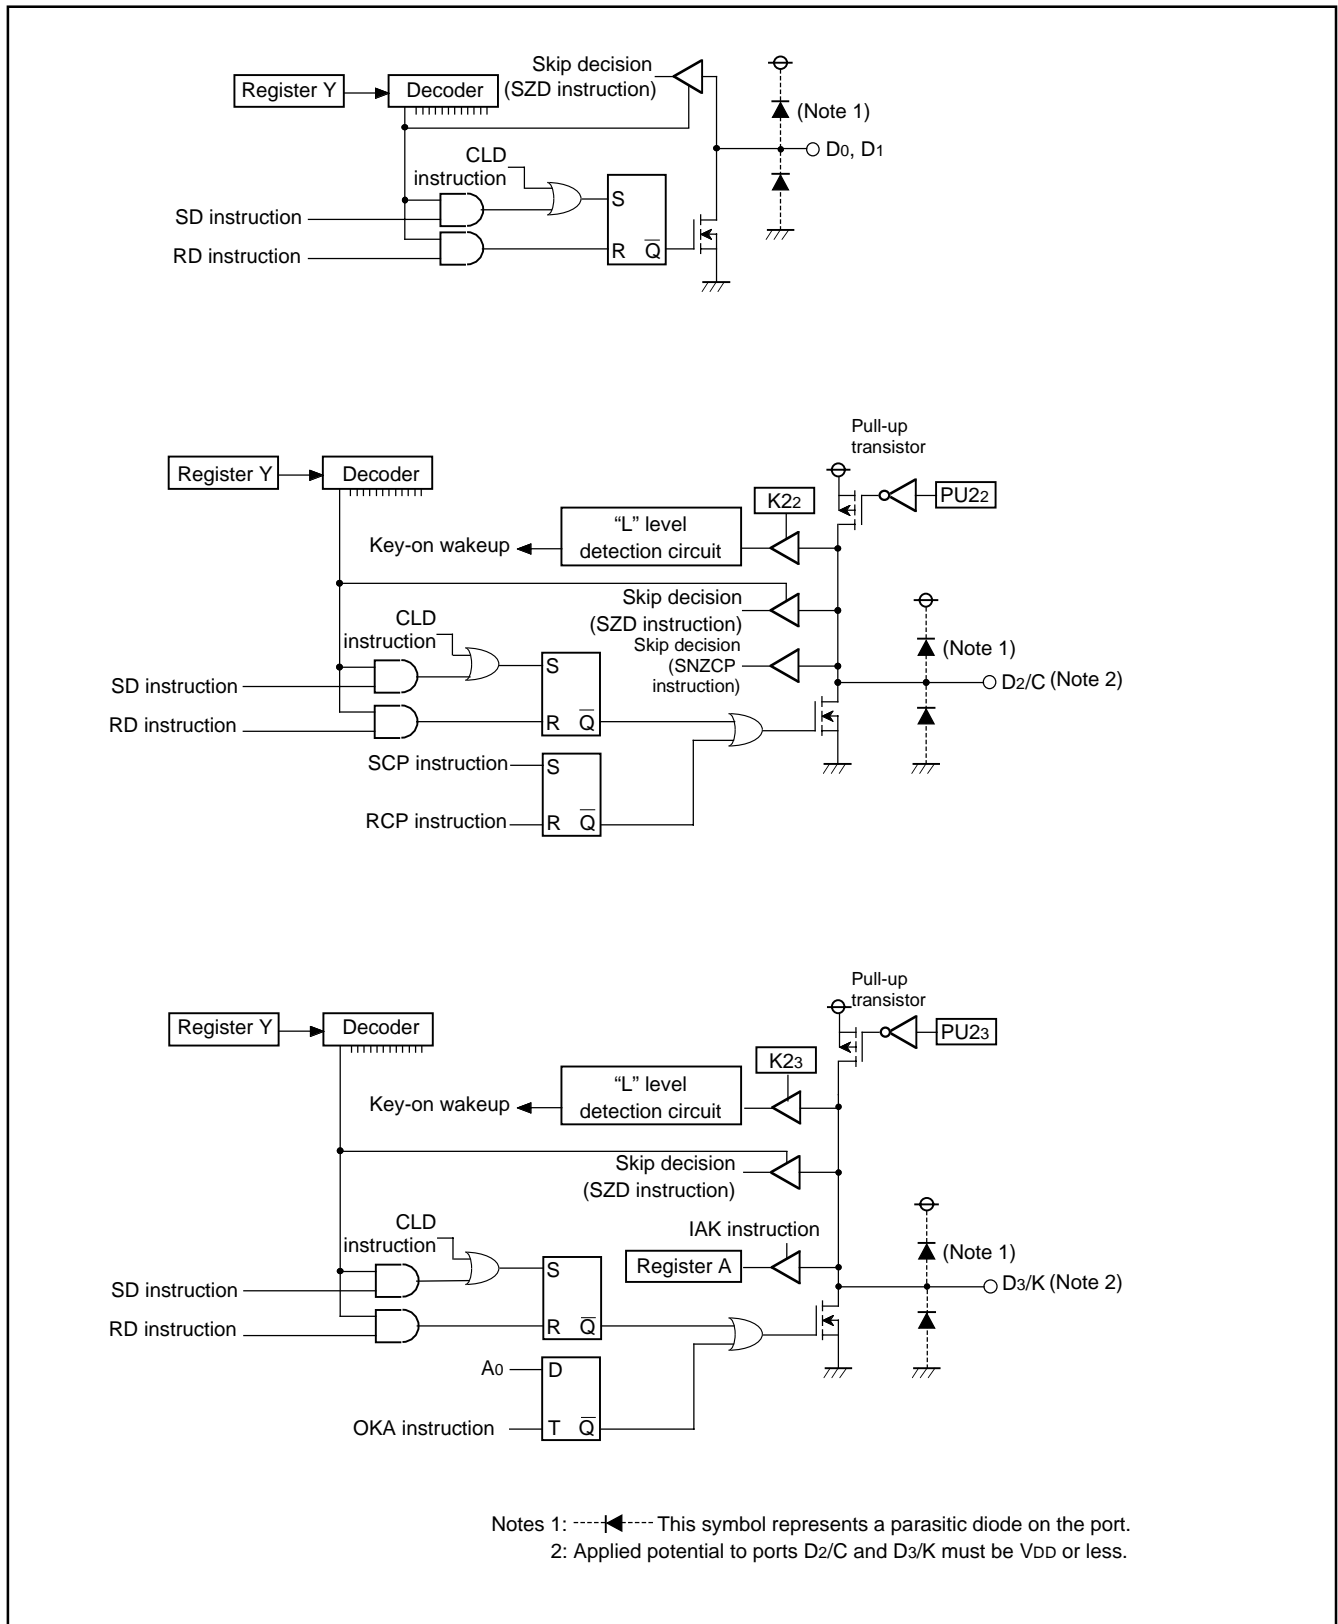 Register Y
Decoder
Skip decision
(SZD instruction)
(Note 1)
D0, D1
CLD
instruction
SD instruction
RD instruction
S
R Q
Pull-up
transistor
Register Y
Decoder
PU22
K22
"L" level
detection circuit
Key-on wakeup
Skip decision
(SZD instruction)
Skip decision
(SNZCP
instruction)
CLD
instruction
(Note 1)
D2/C (Note 2)
SD instruction
RD instruction
S
R Q
SCP instruction
RCP instruction
S
R Q
Pull-up
transistor
Register Y
Decoder
PU23
K23
"L" level
detection circuit
Key-on wakeup
Skip decision
(SZD instruction)
IAK instruction
Register A
CLD
instruction
(Note 1)
D3/K (Note 2)
SD instruction
RD instruction
S
R Q
A0
D
OKA instruction
T Q
Notes 1: This symbol represents a parasitic diode on the port.
2: Applied potential to ports D2/C and D3/K must be VDD or less.